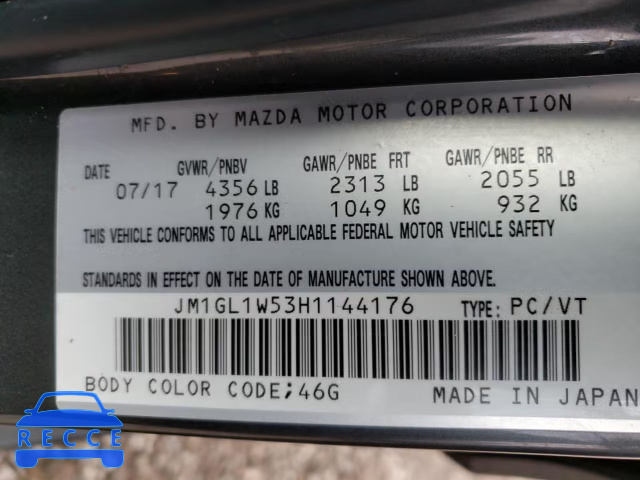 MFD. BY MAZDA MOTOR CORPORATION
DATE GVWR/PNBV GAWR/PNBE FRT GAWR/PNBE RR
07/17 4356 LB 2313 LB 2055 LB
1976 KG 1049 KG 932 KG
THIS VEHICLE CONFORMS TO ALL APPLICABLE FEDERAL MOTOR VEHICLE SAFETY
STANDARDS IN EFFECT ON THE DATE OF MANUFACTURE SHOWN ABOVE.
JM1GL1W53H1144176 TYPE: PC/VT
BODY COLOR CODE;46G MADE IN JAPAN
RECCE